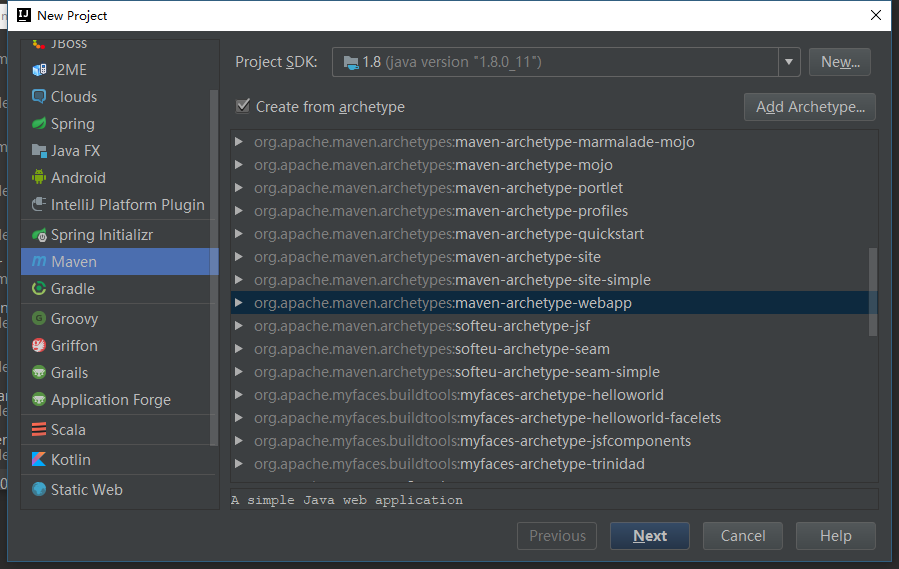 New Project
JBoss
J2ME
Clouds
Spring
Java FX
Android
IntelliJ Platform Plugin
Spring Initializr
Maven
Gradle
Groovy
Griffon
Grails
Application Forge
Scala
Kotlin
Static Web
Project SDK:
1.8 (java version "1.8.0_11")
New...
Create from archetype
Add Archetype...
org.apache.maven.archetypes:maven-archetype-marmalade-mojo
org.apache.maven.archetypes:maven-archetype-mojo
org.apache.maven.archetypes:maven-archetype-portlet
org.apache.maven.archetypes:maven-archetype-profiles
org.apache.maven.archetypes:maven-archetype-quickstart
org.apache.maven.archetypes:maven-archetype-site
org.apache.maven.archetypes:maven-archetype-site-simple
org.apache.maven.archetypes:maven-archetype-webapp
org.apache.maven.archetypes:softeu-archetype-jsf
org.apache.maven.archetypes:softeu-archetype-seam
org.apache.maven.archetypes:softeu-archetype-seam-simple
org.apache.myfaces.buildtools:myfaces-archetype-helloworld
org.apache.myfaces.buildtools:myfaces-archetype-helloworld-facelets
org.apache.myfaces.buildtools:myfaces-archetype-jsfcomponents
org.apache.myfaces.buildtools:myfaces-archetype-trinidad
A simple Java web application
Previous
Next
Cancel
Help